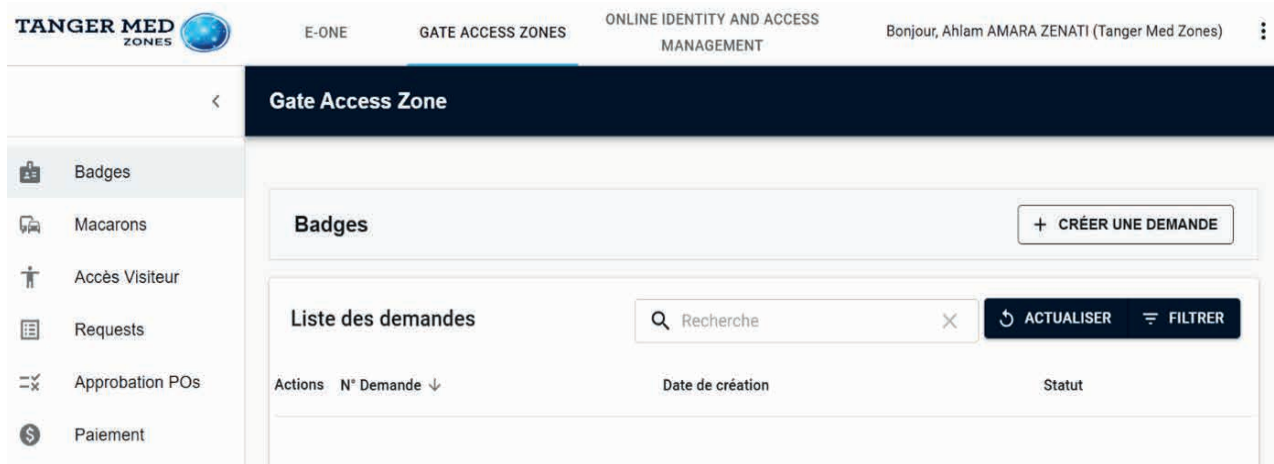 TANGER MED
ZONES
E-ONE
GATE ACCESS ZONES
ONLINE IDENTITY AND ACCESS
MANAGEMENT
Bonjour, Ahlam AMARA ZENATI (Tanger Med Zones)
Gate Access Zone
Badges
Macarons
Accès Visiteur
Requests
Approbation POs
Paiement
Badges
+ CRÉER UNE DEMANDE
Liste des demandes
Recherche
ACTUALISER
FILTRER
Actions N° Demande ↓ Date de création Statut